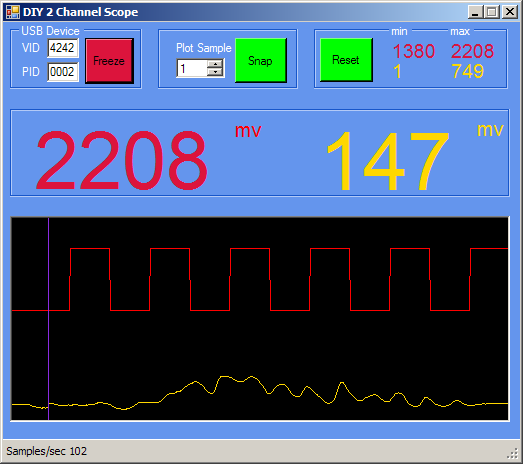 DIY 2 Channel Scope
USB Device
VID 4242
PID 0002
Freeze
Plot Sample
1
Snap
Reset
min max
1380 2208
1 749
2208 mv
147 mv
Samples/sec 102